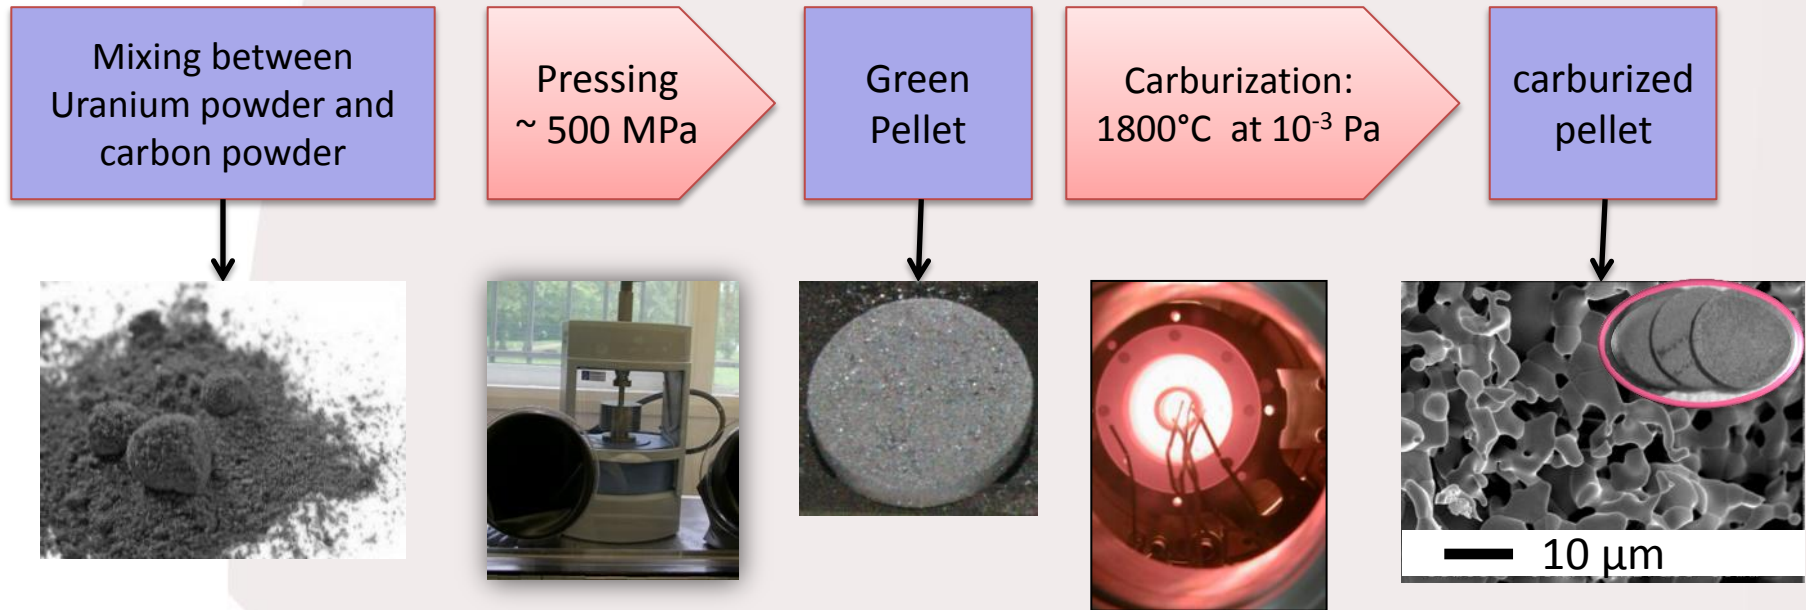 Mixing between
Uranium powder and
carbon powder
Pressing
~ 500 MPa
Green
Pellet
Carburization:
1800°C at 10⁻³ Pa
carburized
pellet
10 µm